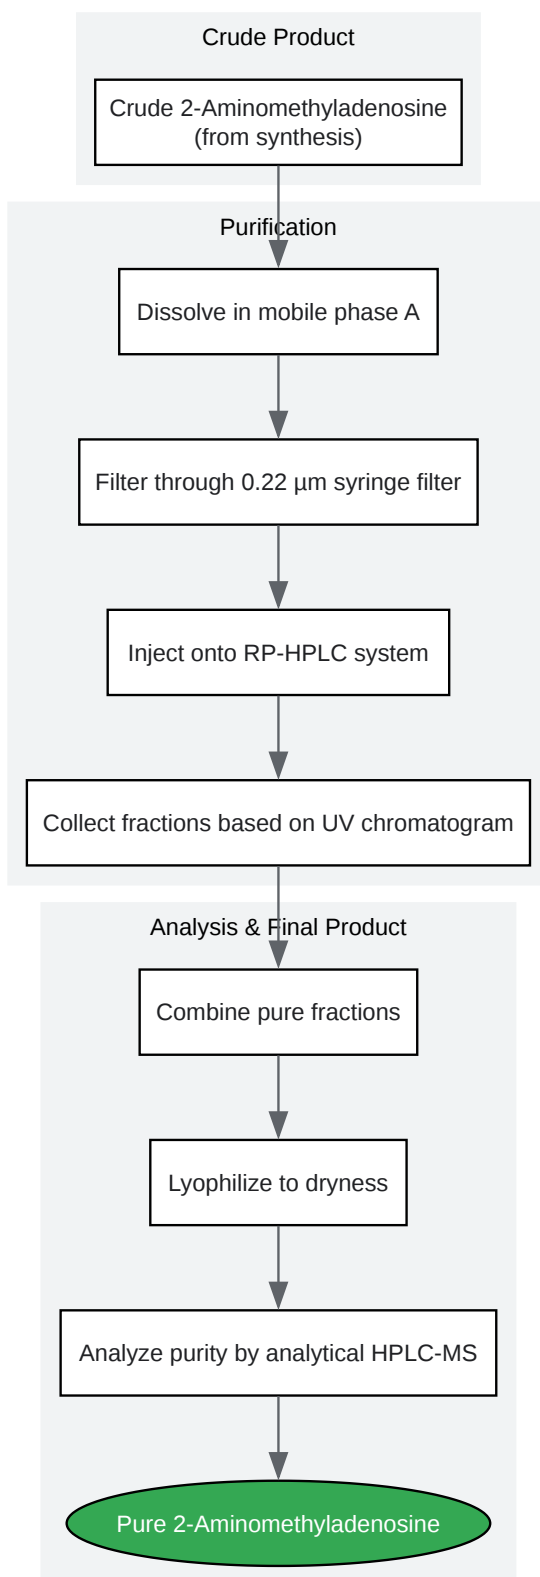 Crude Product
Crude 2-Aminomethyladenosine
(from synthesis)
Purification
Dissolve in mobile phase A
Filter through 0.22 µm syringe filter
Inject onto RP-HPLC system
Collect fractions based on UV chromatogram
Analysis & Final Product
Combine pure fractions
Lyophilize to dryness
Analyze purity by analytical HPLC-MS
Pure 2-Aminomethyladenosine